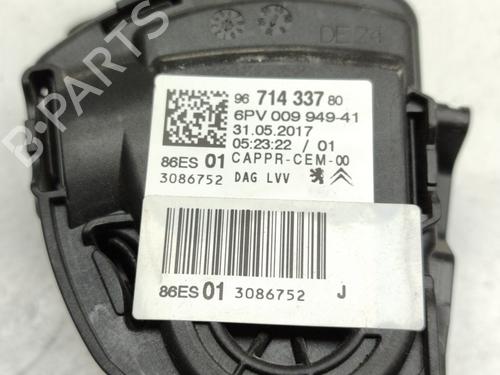 DE 24
96 714 337 80
6PV 009 949-41
31.05.2017
05:23:22 / 01
86ES 01 CAPPR-CEM-00
3086752 DAG LVV
86ES 01 3086752 J
B-PARTS